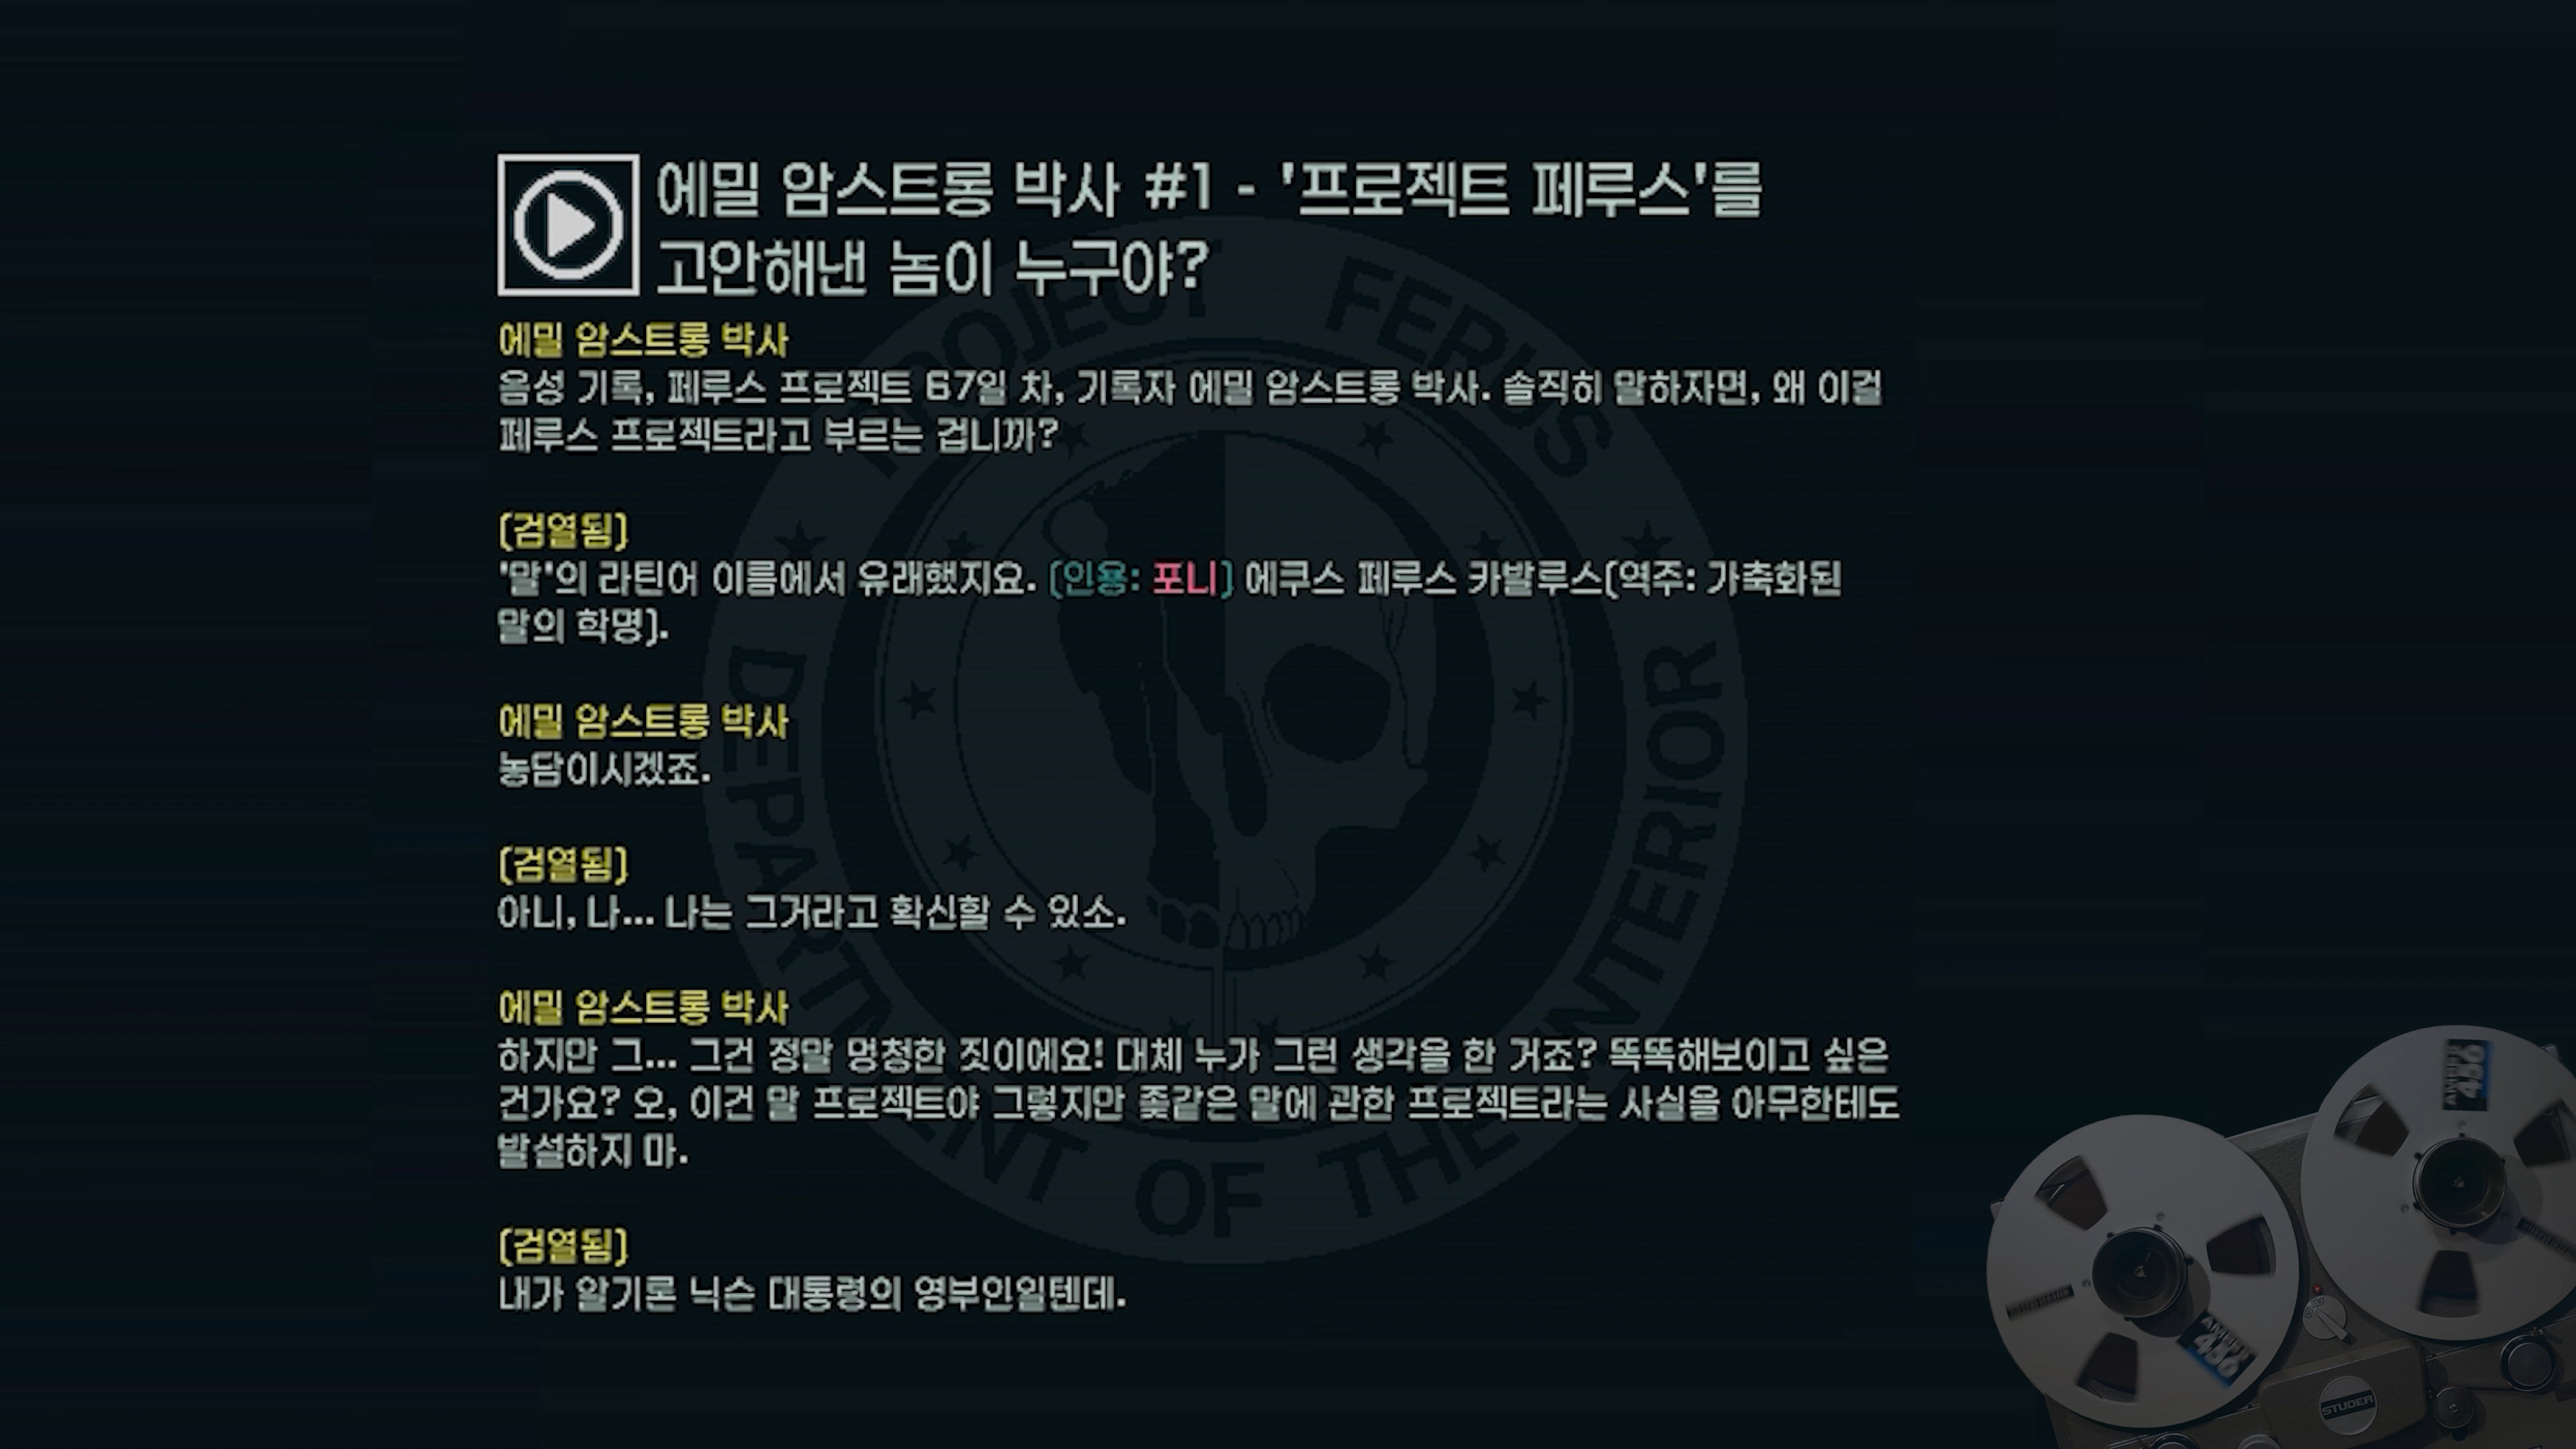 에밀 암스트롱 박사 #1 - '프로젝트 페루스'를
고안해낸 놈이 누구야?
에밀 암스트롱 박사
음성 기록, 페루스 프로젝트 67일 차, 기록자 에밀 암스트롱 박사. 솔직히 말하자면, 왜 이걸
페루스 프로젝트라고 부르는 겁니까?
[검열됨]
'말'의 라틴어 이름에서 유래했지요. [인용: 포니] 에쿠스 페루스 카발루스[역주: 가축화된
말의 학명].
에밀 암스트롱 박사
농담이시겠죠.
[검열됨]
아니, 나... 나는 그거라고 확신할 수 있소.
에밀 암스트롱 박사
하지만 그... 그건 정말 멍청한 짓이에요! 대체 누가 그런 생각을 한 거죠? 똑똑해보이고 싶은
건가요? 오, 이건 말 프로젝트야 그렇지만 좆같은 말에 관한 프로젝트라는 사실을 아무한테도
발설하지 마.
[검열됨]
내가 알기론 닉슨 대통령의 영부인일텐데.
PROJECT FERUS
DEPARTMENT OF THE INTERIOR
AMPEX
456
AMPEX
456
STUDER